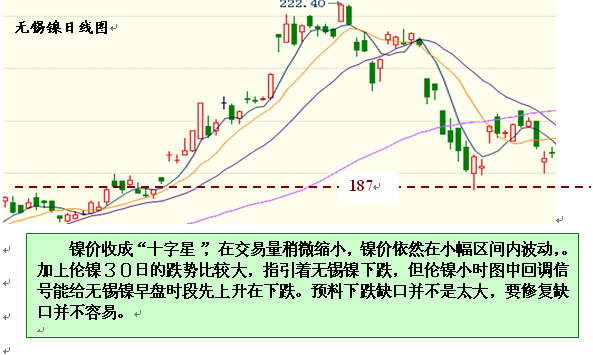 222.40
无锡镍日线图
187
镍价收成“十字星”，在交易量稍微缩小，镍价依然在小幅区间内波动，。
加上伦镍３０日的跌势比较大，指引着无锡镍下跌，但伦镍小时图中回调信
号能给无锡镍早盘时段先上升在下跌。预料下跌缺口并不是太大，要修复缺
口并不容易。